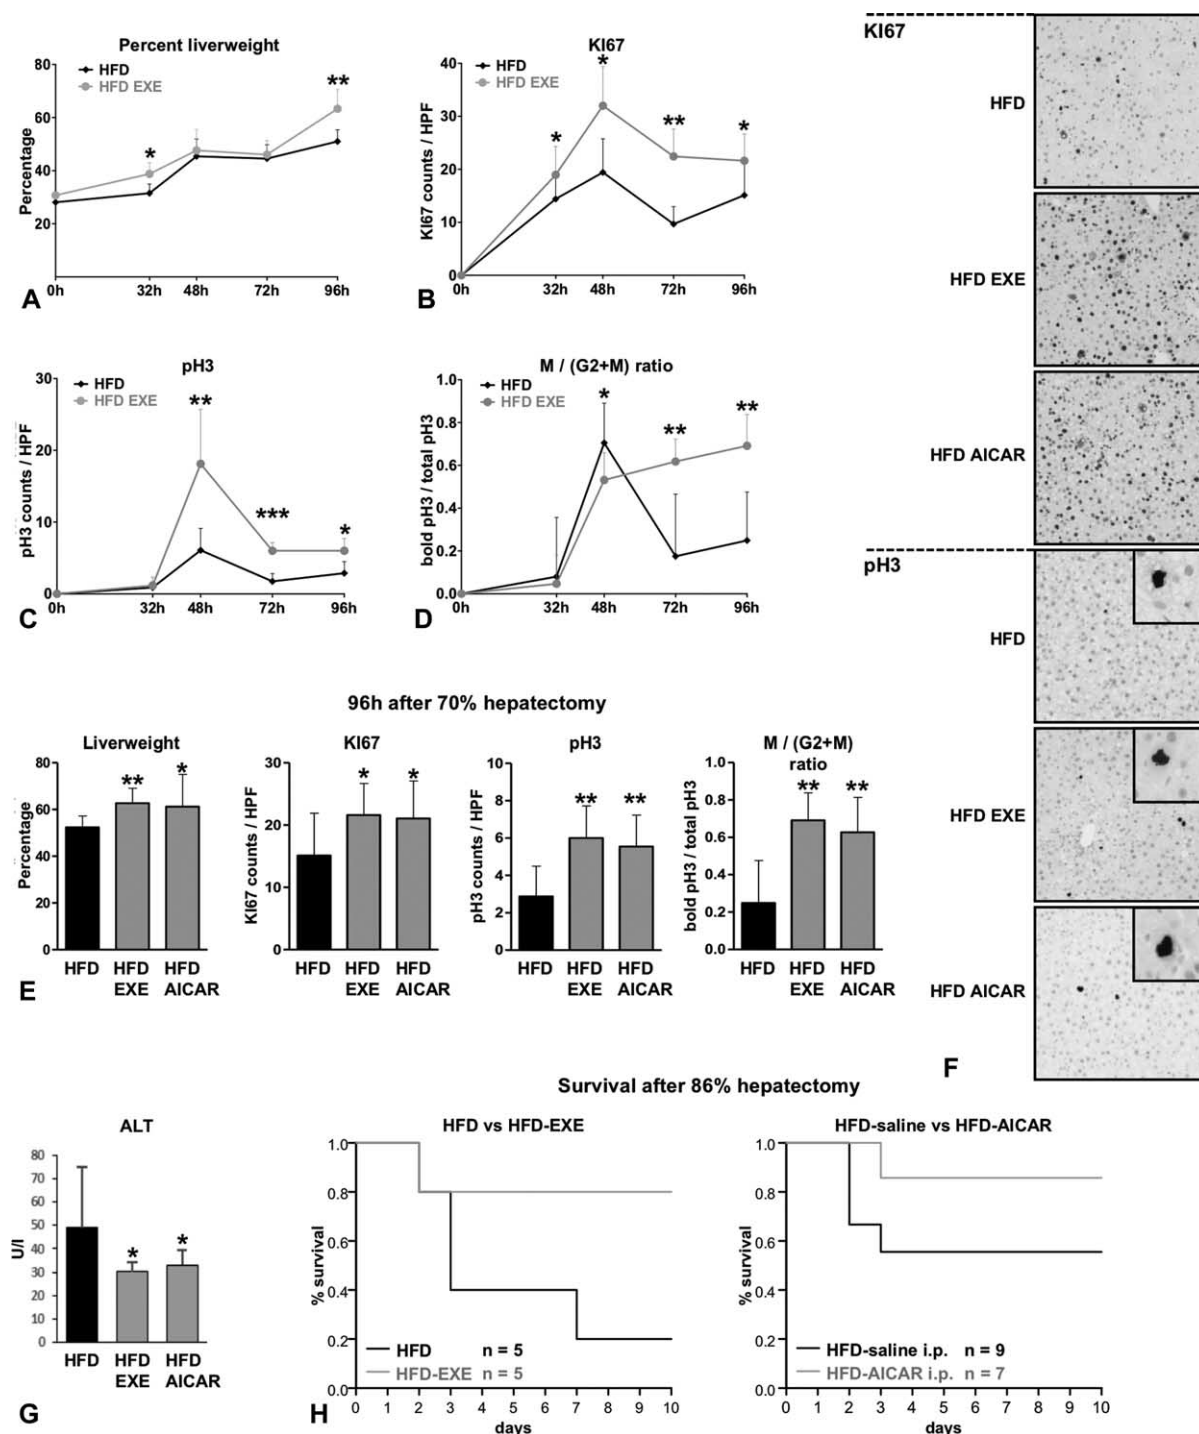 Percent liverweight
HFD
HFD EXE
Percentage
80
60
40
20
* **
0h 32h 48h 72h 96h
A
KI67
HFD
HFD EXE
KI67 counts / HPF
40
30
20
10
0
* * ** *
0h 32h 48h 72h 96h
B
pH3
HFD
HFD EXE
pH3 counts / HPF
30
20
10
0
** *** *
0h 32h 48h 72h 96h
C
M / (G2+M) ratio
HFD
HFD EXE
bold pH3 / total pH3
1.0
0.8
0.6
0.4
0.2
0.0
* ** **
0h 32h 48h 72h 96h
D
96h after 70% hepatectomy
Liverweight
Percentage
80
60
40
20
0
** *
HFD HFD EXE HFD AICAR
KI67
KI67 counts / HPF
30
20
10
0
* *
HFD HFD EXE HFD AICAR
pH3
pH3 counts / HPF
10
8
6
4
2
0
** **
HFD HFD EXE HFD AICAR
M / (G2+M)
ratio
bold pH3 / total pH3
1.0
0.8
0.6
0.4
0.2
0.0
** **
HFD HFD EXE HFD AICAR
E
KI67
HFD
HFD EXE
HFD AICAR
pH3
HFD
HFD EXE
HFD AICAR
F
ALT
U/l
80
70
60
50
40
30
20
10
0
* *
HFD HFD EXE HFD AICAR
G
Survival after 86% hepatectomy
HFD vs HFD-EXE
% survival
1.0
0.8
0.6
0.4
0.2
0.0
HFD n = 5
HFD-EXE n = 5
0 1 2 3 4 5 6 7 8 9 10
days
HFD-saline vs HFD-AICAR
% survival
1.0
0.8
0.6
0.4
0.2
0.0
HFD-saline i.p. n = 9
HFD-AICAR i.p. n = 7
0 1 2 3 4 5 6 7 8 9 10
days
H